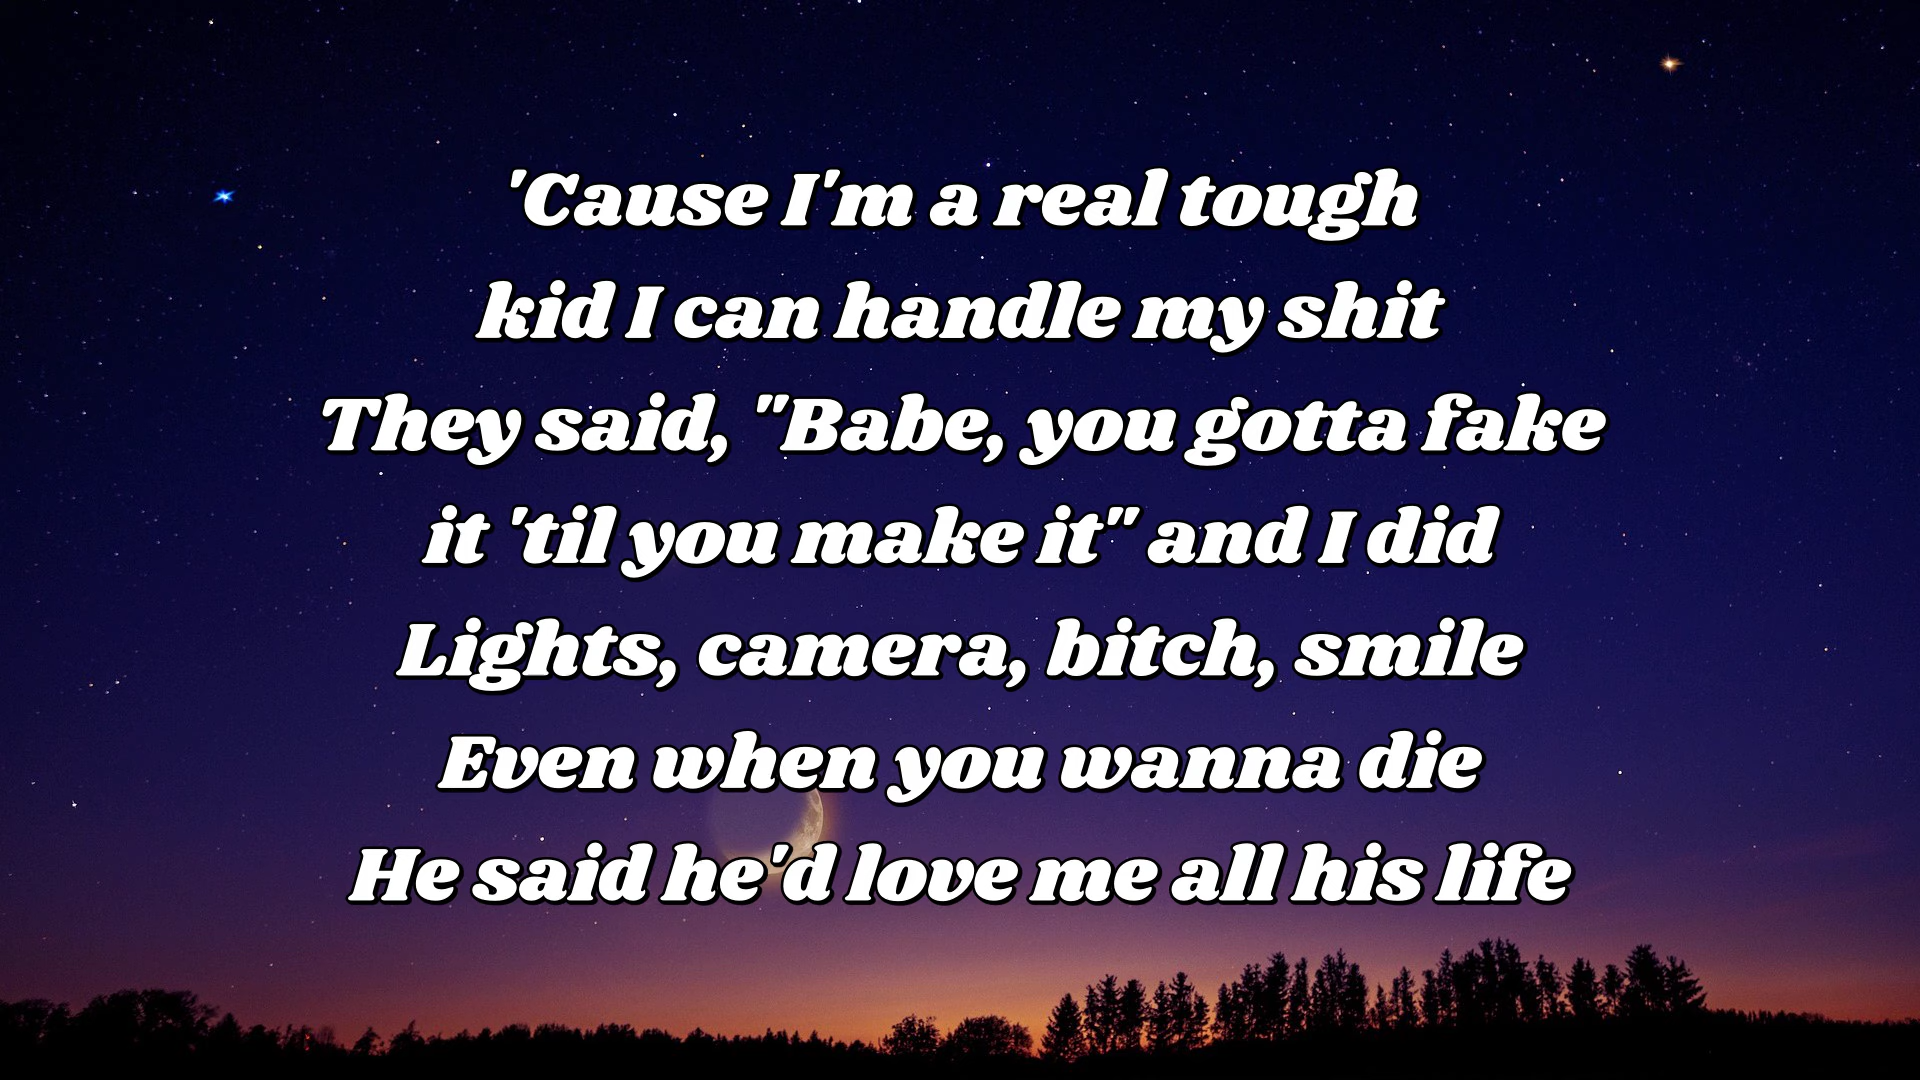 'Cause I'm a real tough
kid I can handle my shit
They said, "Babe, you gotta fake
it 'til you make it" and I did
Lights, camera, bitch, smile
Even when you wanna die
He said he'd love me all his life